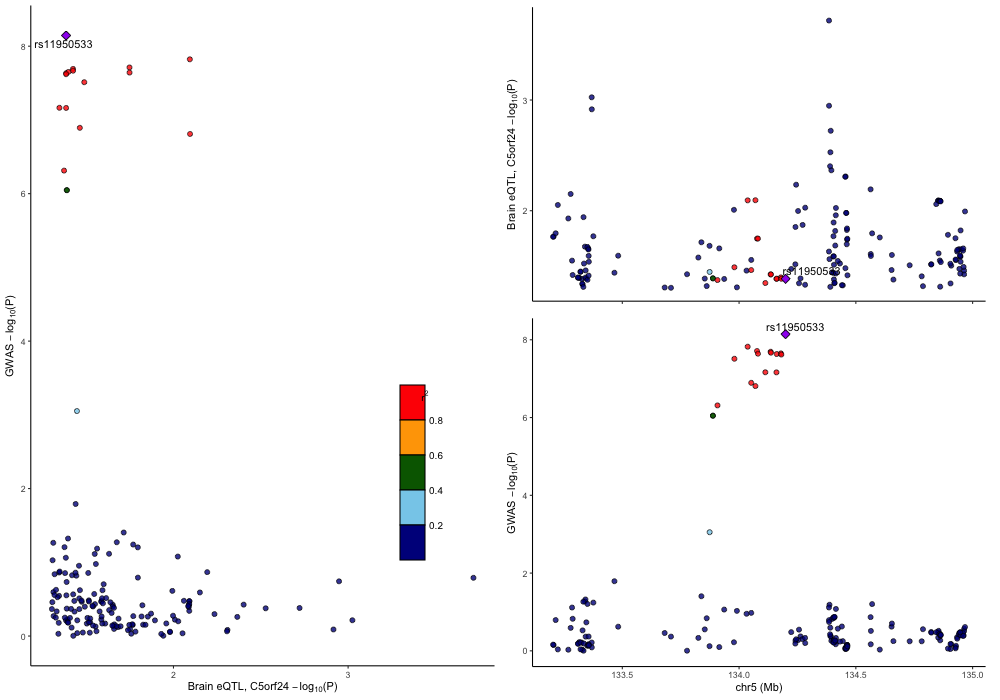 8
6
4
2
0
GWAS −log10(P)
rs11950533
r2
0.8
0.6
0.4
0.2
2
3
Brain eQTL, C5orf24 −log10(P)
3
2
Brain eQTL, C5orf24 −log10(P)
rs11950533
8
6
4
2
0
GWAS −log10(P)
rs11950533
133.5
134.0
134.5
135.0
chr5 (Mb)